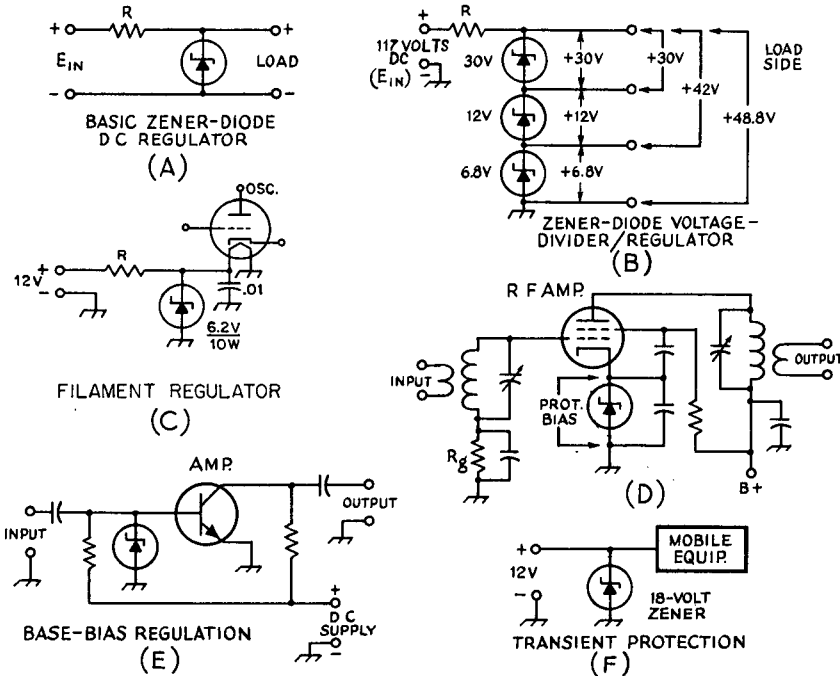 R
+
+
E IN
LOAD
-
-
BASIC ZENER-DIODE
DC REGULATOR
(A)
+
R
117 VOLTS
DC
(E IN)
-
30V
12V
6.8V
+30V
+12V
+6.8V
+30V
+42V
+48.8V
LOAD
SIDE
ZENER-DIODE VOLTAGE-
DIVIDER/REGULATOR
(B)
OSC.
R
+
12V
-
.01
6.2V
10W
FILAMENT REGULATOR
(C)
R F AMP.
INPUT
OUTPUT
PROT.
BIAS
Rg
B+
(D)
AMP.
INPUT
OUTPUT
+
DC
SUPPLY
-
BASE-BIAS REGULATION
(E)
+
12V
-
MOBILE
EQUIP.
18-VOLT
ZENER
TRANSIENT PROTECTION
(F)